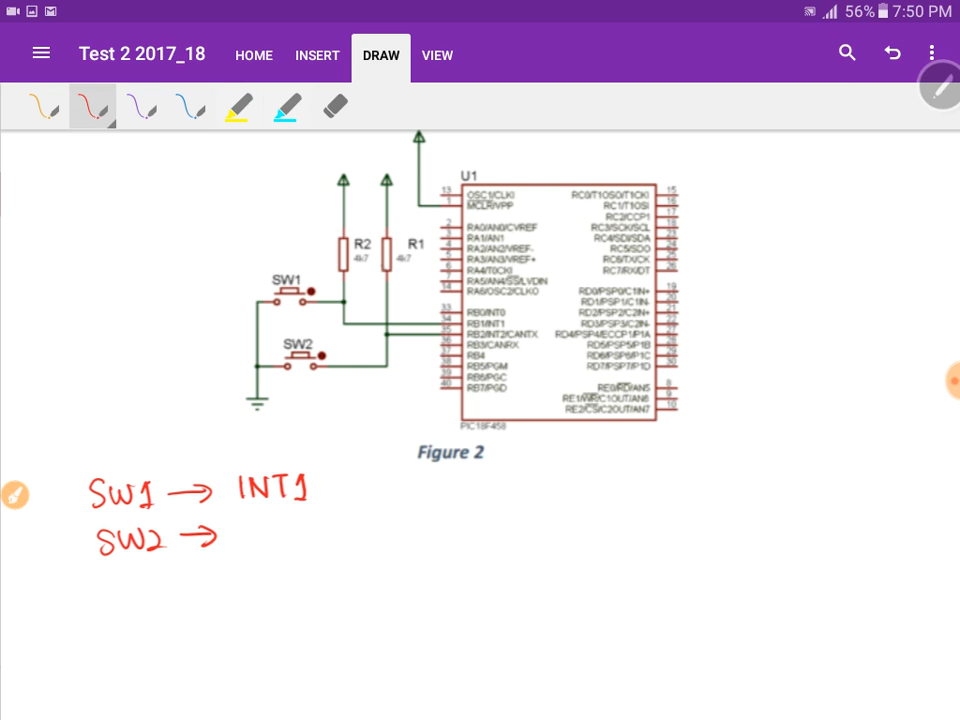 56% 7:50 PM
Test 2 2017_18 HOME INSERT DRAW VIEW
U1
13 OSC1/CLKI
1 MCLR/VPP
2 RA0/AN0/CVREF
3 RA1/AN1
4 RA2/AN2/VREF-
5 RA3/AN3/VREF+
6 RA4/T0CKI
7 RA5/AN4/SS/LVDIN
14 RA6/OSC2/CLKO
33 RB0/INT0
34 RB1/INT1
35 RB2/INT2/CANTX
36 RB3/CANRX
37 RB4
38 RB5/PGM
39 RB6/PGC
40 RB7/PGD
RC0/T1OSO/T1CKI 15
RC1/T1OSI 16
RC2/CCP1 17
RC3/SCK/SCL 18
RC4/SDI/SDA 23
RC5/SDO 24
RC6/TX/CK 25
RC7/RX/DT 26
RD0/PSP0/C1IN+ 19
RD1/PSP1/C1IN- 20
RD2/PSP2/C2IN+ 21
RD3/PSP3/C2IN- 22
RD4/PSP4/ECCP1/P1A 27
RD5/PSP5/P1B 28
RD6/PSP6/P1C 29
RD7/PSP7/P1D 30
RE0/RD/AN5 8
RE1/WR/C1OUT/AN6 9
RE2/CS/C2OUT/AN7 10
PIC18F458
R2
4k7
R1
4k7
SW1
SW2
Figure 2
SW1 → INT1
SW2 →